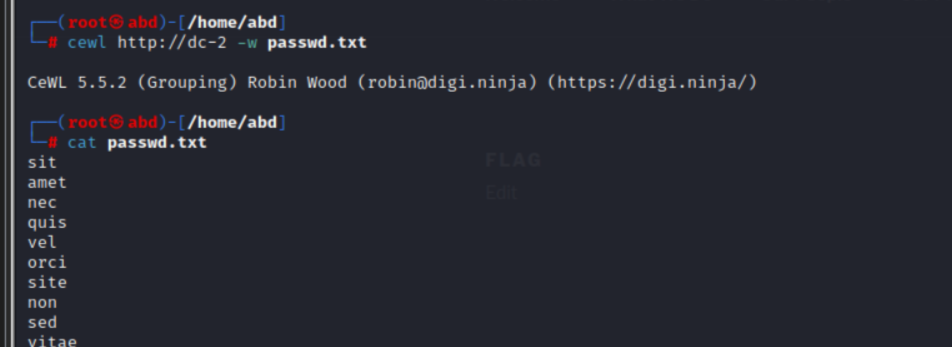 ┌──(root㉿abd)-[/home/abd]
└─# cewl http://dc-2 -w passwd.txt
CeWL 5.5.2 (Grouping) Robin Wood (robin@digi.ninja) (https://digi.ninja/)
┌──(root㉿abd)-[/home/abd]
└─# cat passwd.txt
sit
FLAG
amet
Edit
nec
quis
vel
orci
site
non
sed
vitae